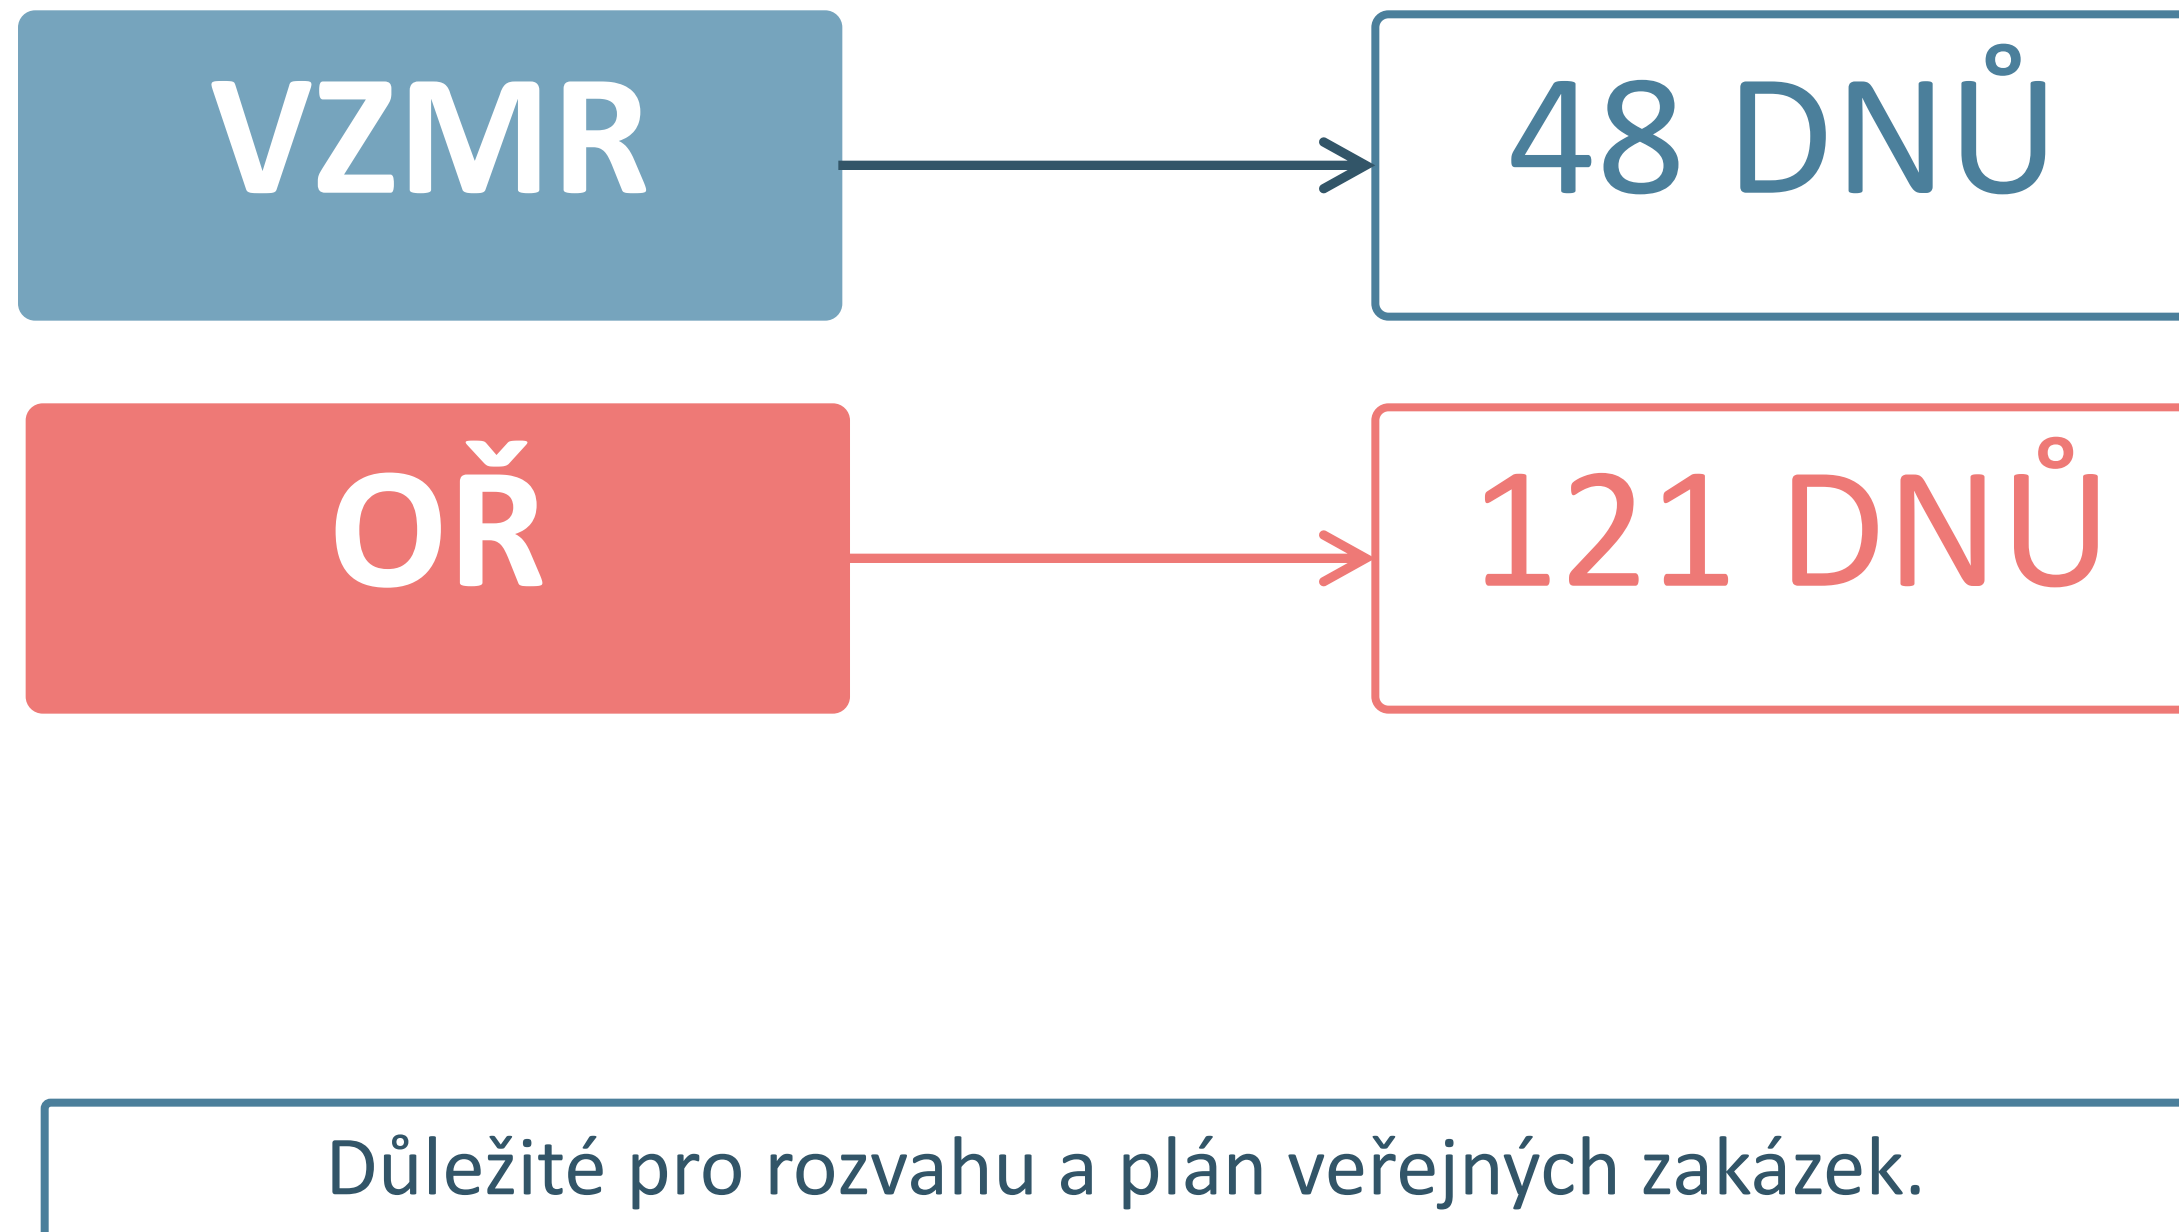 VZMR
48 DNŮ
OŘ
121 DNŮ
Důležité pro rozvahu a plán veřejných zakázek.